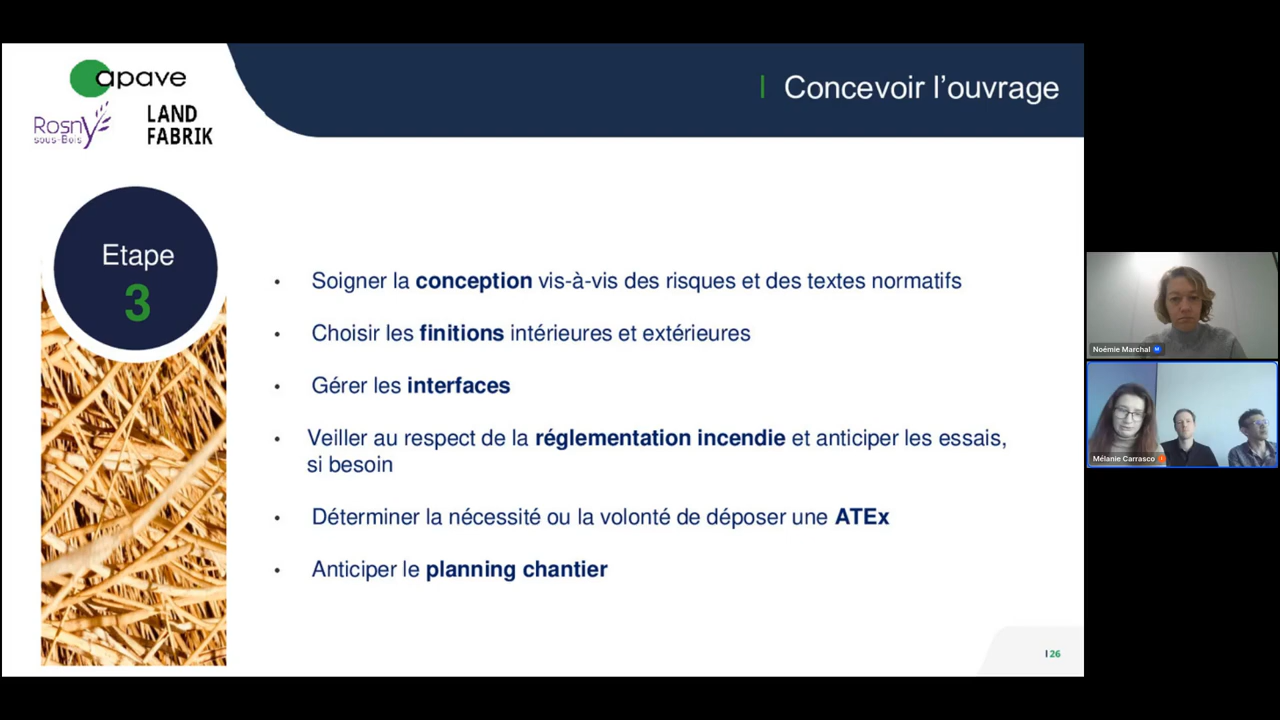 apave
Rosny
sous-Bois
LAND
FABRIK
Concevoir l'ouvrage
Etape
3
• Soigner la conception vis-à-vis des risques et des textes normatifs
• Choisir les finitions intérieures et extérieures
• Gérer les interfaces
• Veiller au respect de la réglementation incendie et anticiper les essais,
si besoin
• Déterminer la nécessité ou la volonté de déposer une ATEx
• Anticiper le planning chantier
26
Noémie Marchal
Mélanie Carrasco